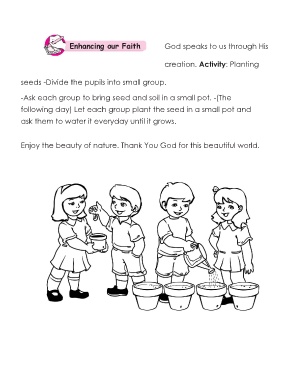 Enhancing our Faith God speaks to us through His
creation. Activity: Planting
seeds -Divide the pupils into small group.
-Ask each group to bring seed and soil in a small pot. -(The
following day) Let each group plant the seed in a small pot and
ask them to water it everyday until it grows.
Enjoy the beauty of nature. Thank You God for this beautiful world.